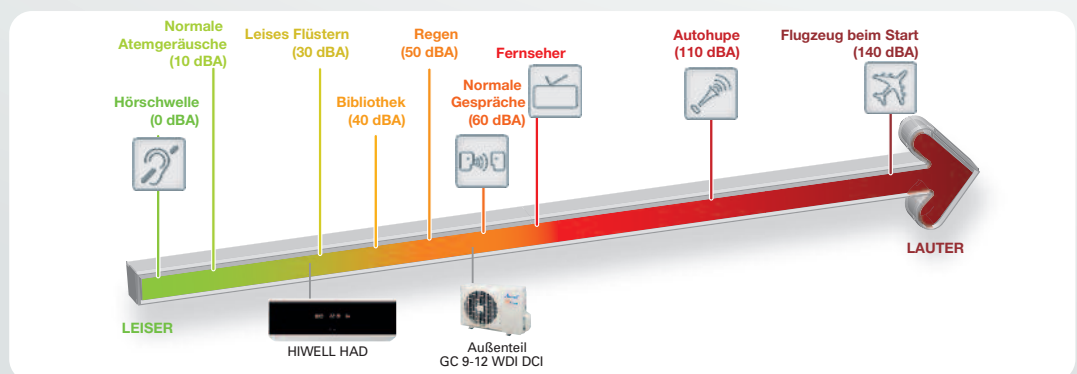 Normale
Atemgeräusche
(10 dBA)
Leises Flüstern
(30 dBA)
Regen
(50 dBA)
Fernseher
Autohupe
(110 dBA)
Flugzeug beim Start
(140 dBA)
Hörschwelle
(0 dBA)
Bibliothek
(40 dBA)
Normale
Gespräche
(60 dBA)
LAUTER
LEISER
HIWELL HAD
Außenteil
GC 9-12 WDI DCI